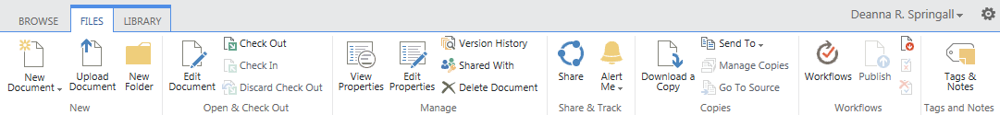 BROWSE FILES LIBRARY Deanna R. Springall
New Document
Upload Document
New Folder
New
Edit Document
Check Out
Check In
Discard Check Out
Open & Check Out
View Properties
Edit Properties
Version History
Shared With
Delete Document
Manage
Share
Alert Me
Share & Track
Download a Copy
Send To
Manage Copies
Go To Source
Copies
Workflows
Publish
Workflows
Tags & Notes
Tags and Notes